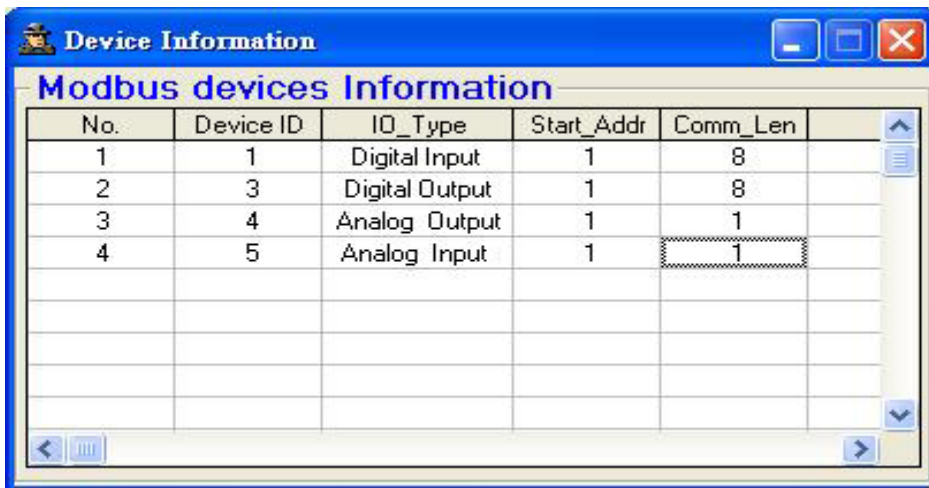 Device Information
Modbus devices Information
No. Device ID IO_Type Start_Addr Comm_Len
1 1 Digital Input 1 8
2 3 Digital Output 1 8
3 4 Analog Output 1 1
4 5 Analog Input 1 1